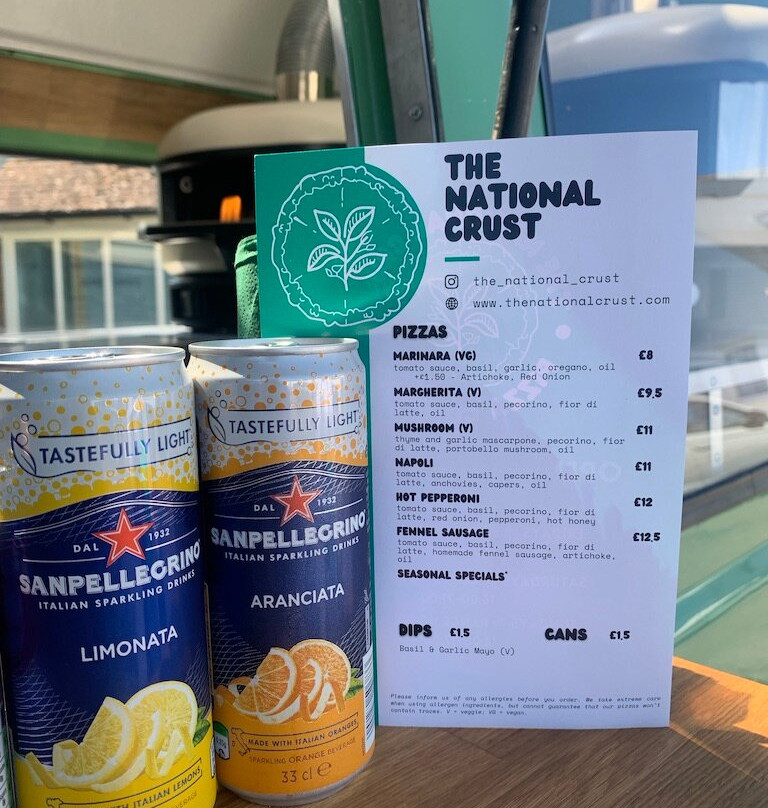 THE
NATIONAL
CRUST
the_national_crust
www.thenationalcrust.com
PIZZAS
MARINARA (VG) £8
tomato sauce, basil, garlic, oregano, oil
+£1.50 - Artichoke, Red Onion
MARGHERITA (V) £9,5
tomato sauce, basil, pecorino, fior di
latte, oil
MUSHROOM (V) £11
thyme and garlic mascarpone, pecorino, fior
di latte, portobello mushroom, oil
NAPOLI £11
tomato sauce, basil, pecorino, fior di
latte, anchovies, capers, oil
HOT PEPPERONI £12
tomato sauce, basil, pecorino, fior di
latte, red onion, pepperoni, hot honey
FENNEL SAUSAGE £12,5
tomato sauce, basil, pecorino, fior di
latte, homemade fennel sausage, artichoke,
oil
SEASONAL SPECIALS*
DIPS £1,5 CANS £1,5
Basil & Garlic Mayo (V)
Please inform us of any allergies before you order. We take extreme care
when using allergen ingredients, but cannot guarantee that our pizzas won't
contain traces. V = veggie, VG = vegan.
TASTEFULLY LIGHT
DAL 1932
SANPELLEGRINO
ITALIAN SPARKLING DRINKS
LIMONATA
WITH ITALIAN LEMONS
BEVERAGE
TASTEFULLY LIGHT
DAL 1932
SANPELLEGRINO
ITALIAN SPARKLING DRINKS
ARANCIATA
MADE WITH ITALIAN ORANGES
SPARKLING ORANGE BEVERAGE
33 cl e